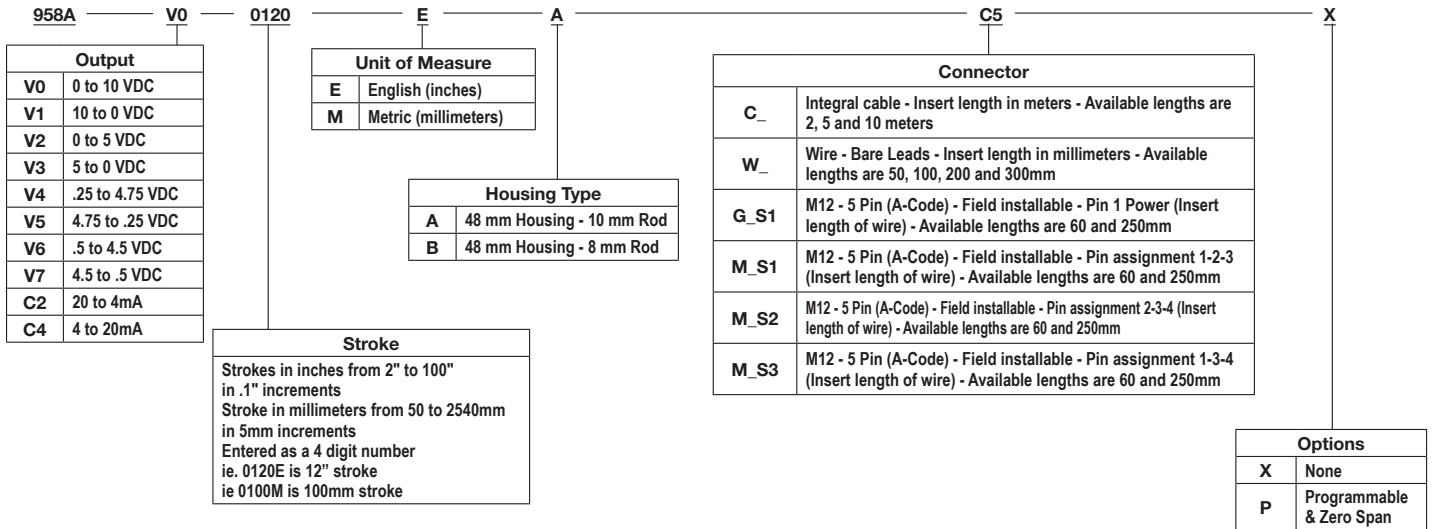 958A V0 0120 E A C5 X
Output
V0 0 to 10 VDC
V1 10 to 0 VDC
V2 0 to 5 VDC
V3 5 to 0 VDC
V4 .25 to 4.75 VDC
V5 4.75 to .25 VDC
V6 .5 to 4.5 VDC
V7 4.5 to .5 VDC
C2 20 to 4mA
C4 4 to 20mA
Stroke
Strokes in inches from 2" to 100"
in .1" increments
Stroke in millimeters from 50 to 2540mm
in 5mm increments
Entered as a 4 digit number
ie. 0120E is 12” stroke
ie 0100M is 100mm stroke
Unit of Measure
E English (inches)
M Metric (millimeters)
Housing Type
A 48 mm Housing - 10 mm Rod
B 48 mm Housing - 8 mm Rod
Connector
C_ Integral cable - Insert length in meters - Available lengths are
2, 5 and 10 meters
W_ Wire - Bare Leads - Insert length in millimeters - Available
lengths are 50, 100, 200 and 300mm
G_S1 M12 - 5 Pin (A-Code) - Field installable - Pin 1 Power (Insert
length of wire) - Available lengths are 60 and 250mm
M_S1 M12 - 5 Pin (A-Code) - Field installable - Pin assignment 1-2-3
(Insert length of wire) - Available lengths are 60 and 250mm
M_S2 M12 - 5 Pin (A-Code) - Field installable - Pin assignment 2-3-4 (Insert
length of wire) - Available lengths are 60 and 250mm
M_S3 M12 - 5 Pin (A-Code) - Field installable - Pin assignment 1-3-4
(Insert length of wire) - Available lengths are 60 and 250mm
Options
X None
P Programmable
& Zero Span